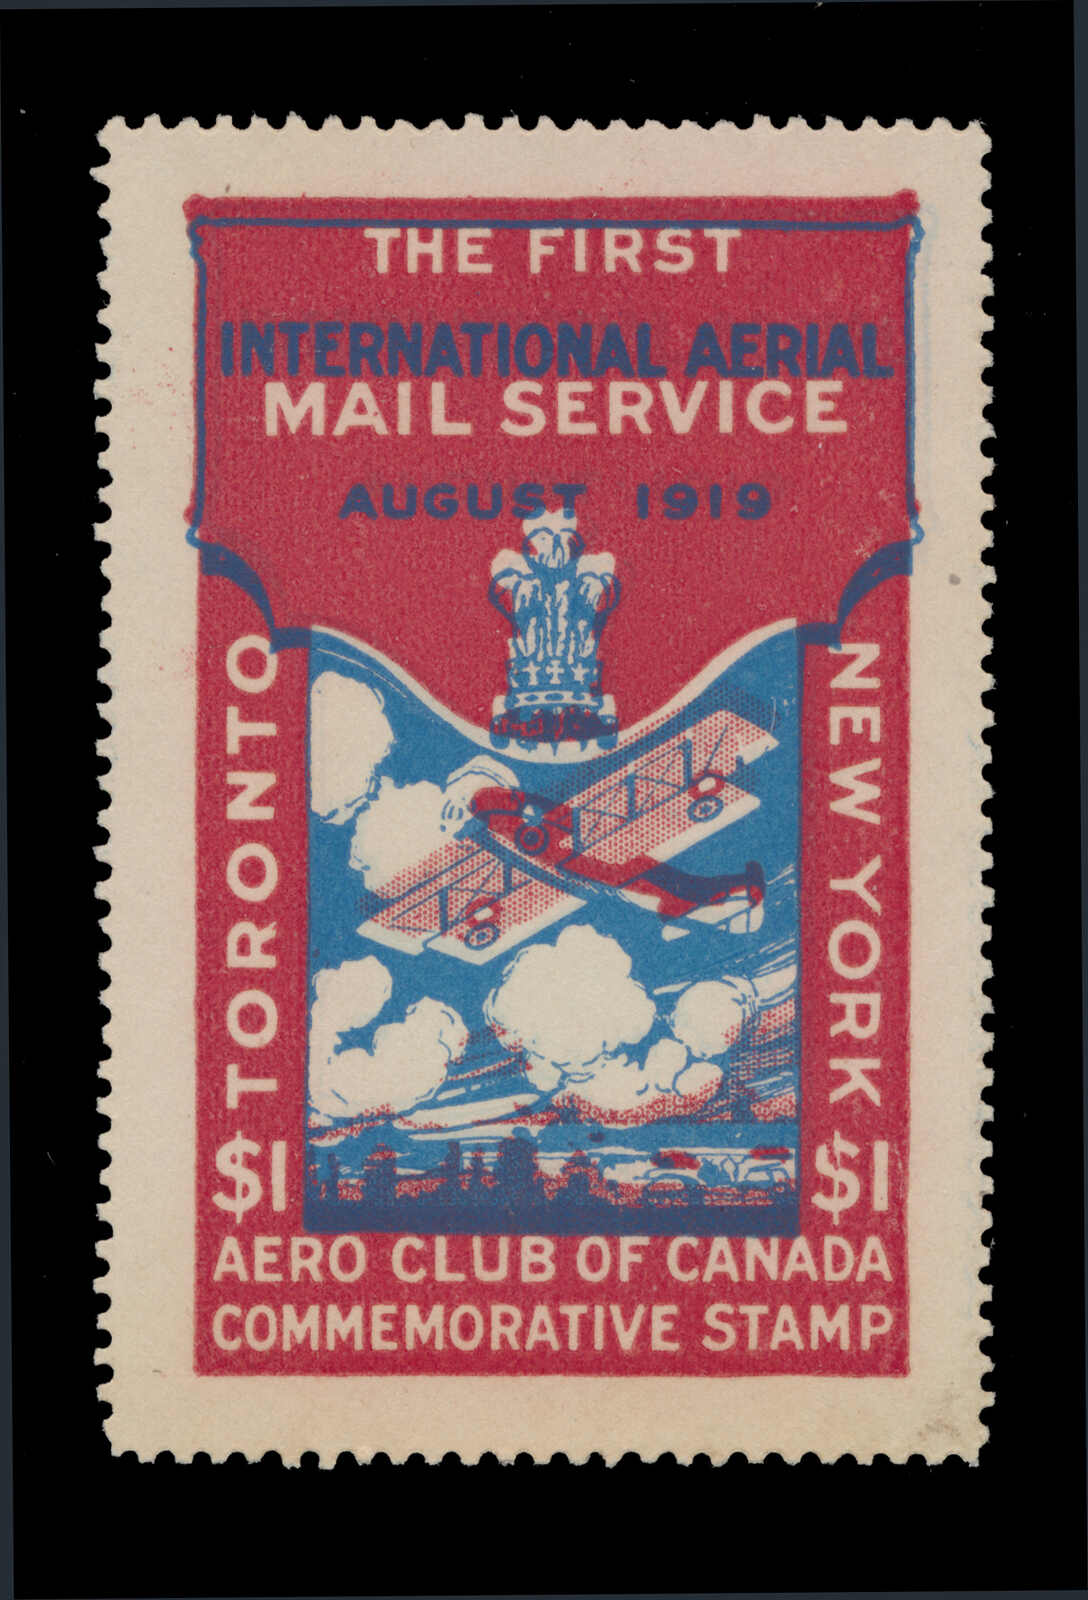 THE FIRST
INTERNATIONAL AERIAL
MAIL SERVICE
AUGUST 1919
TORONTO
NEW YORK
$1 $1
AERO CLUB OF CANADA
COMMEMORATIVE STAMP